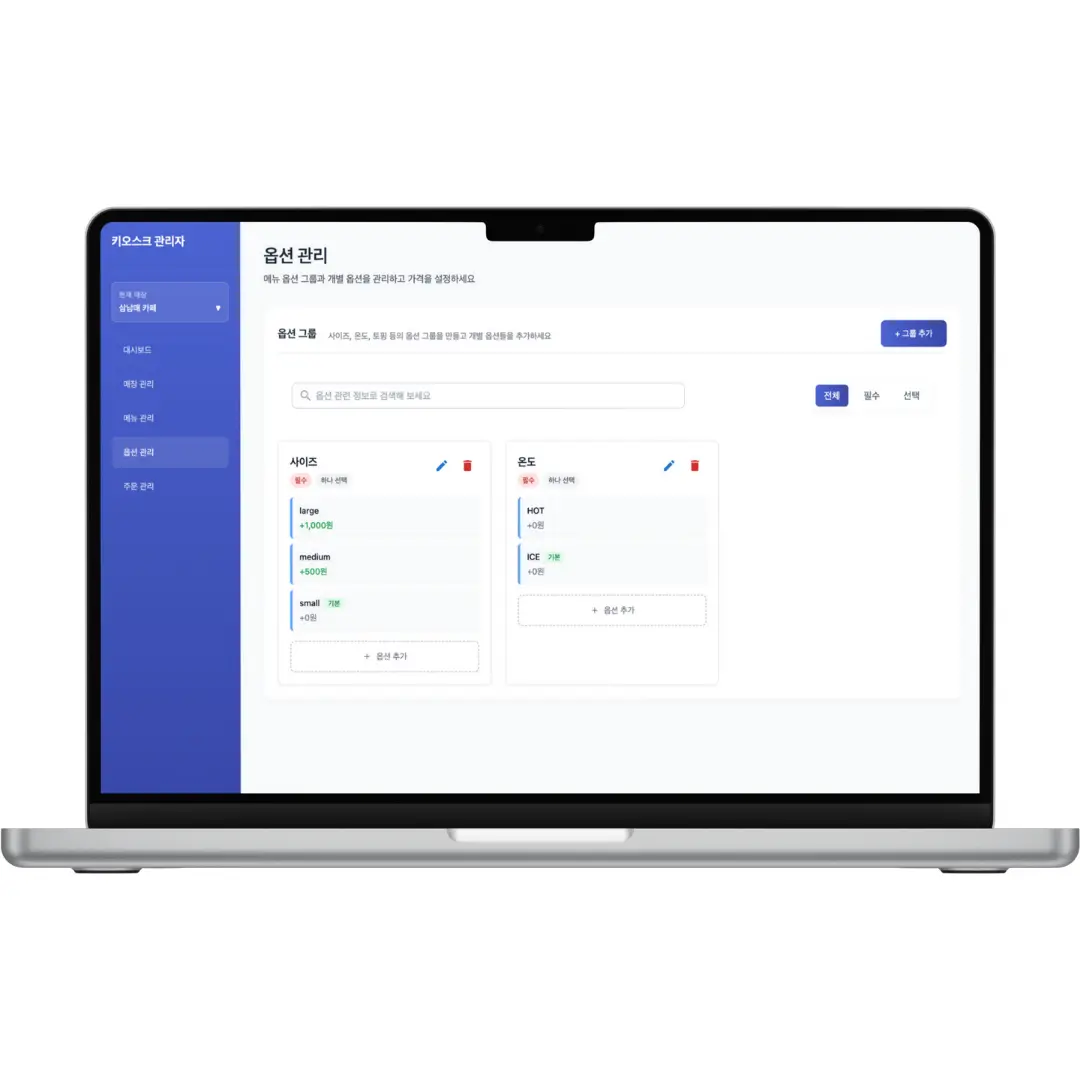 키오스크 관리자
현재 매장
삼남매 카페 ▼
대시보드
매장 관리
메뉴 관리
옵션 관리
주문 관리
옵션 관리
메뉴 옵션 그룹과 개별 옵션을 관리하고 가격을 설정하세요
옵션 그룹 사이즈, 온도, 토핑 등의 옵션 그룹을 만들고 개별 옵션들을 추가하세요
+ 그룹 추가
옵션 관련 정보로 검색해 보세요
전체 필수 선택
사이즈
필수 하나 선택
large
+1,000원
medium
+500원
small 기본
+0원
+ 옵션 추가
온도
필수 하나 선택
HOT
+0원
ICE 기본
+0원
+ 옵션 추가